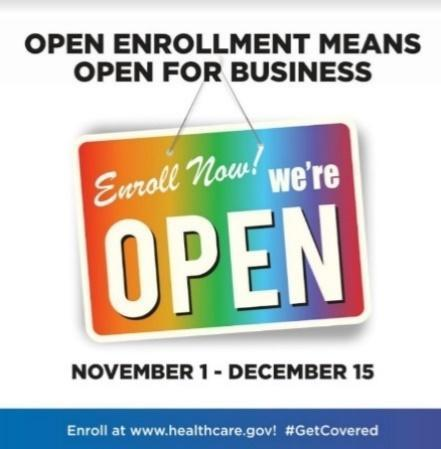 OPEN ENROLLMENT MEANS
OPEN FOR BUSINESS
Enroll Now! we're
OPEN
NOVEMBER 1 - DECEMBER 15
Enroll at www.healthcare.gov! #GetCovered